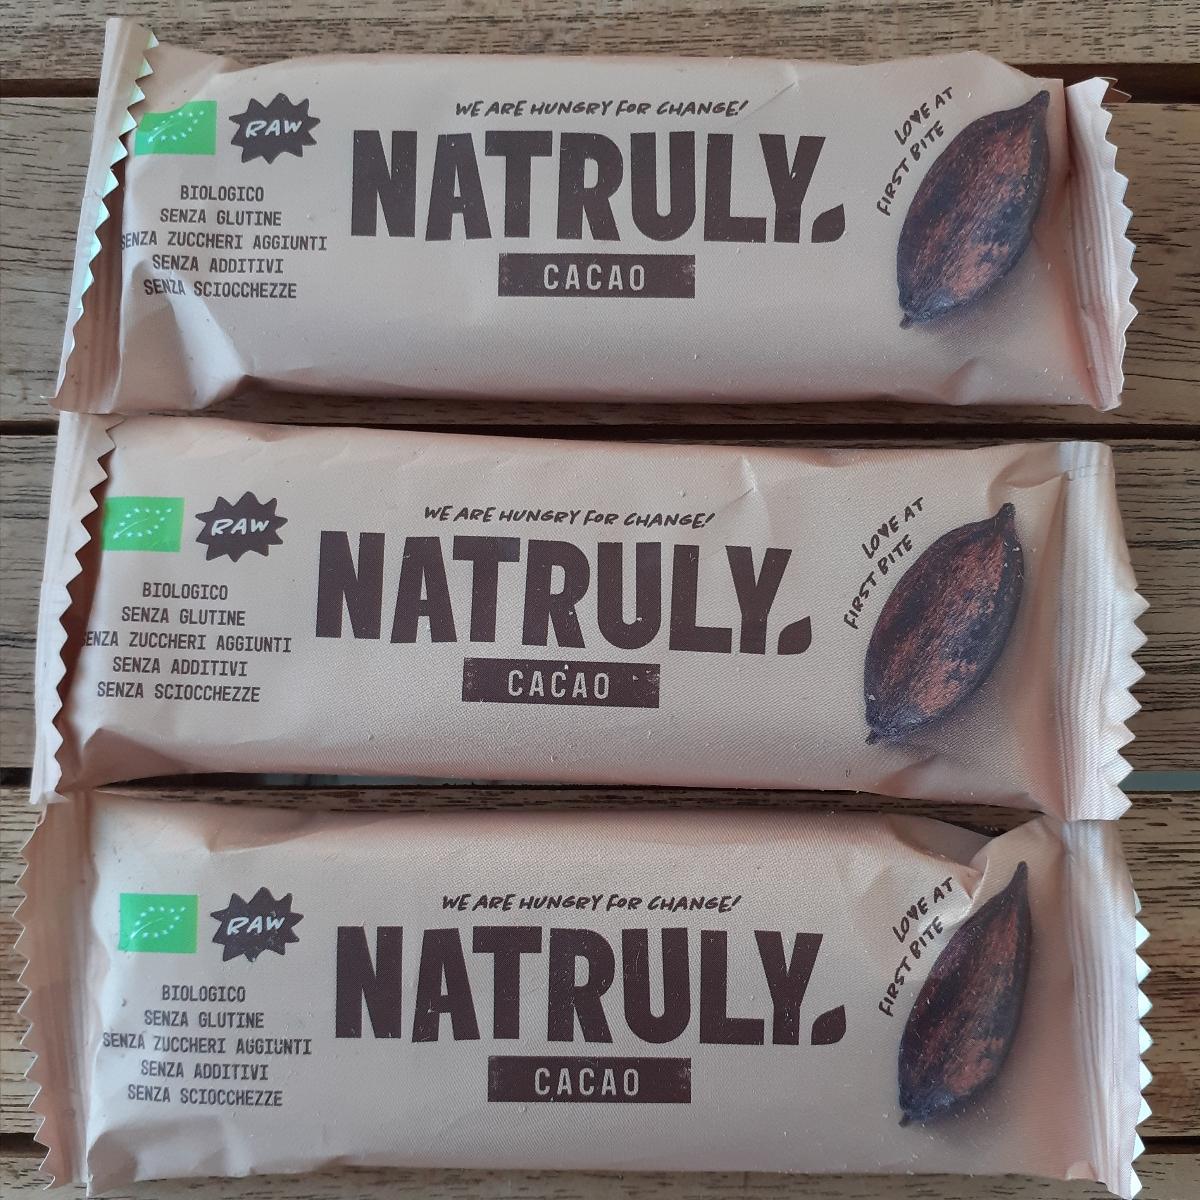 WE ARE HUNGRY FOR CHANGE!
RAW
NATRULY.
LOVE AT
FIRST BITE
BIOLOGICO
SENZA GLUTINE
SENZA ZUCCHERI AGGIUNTI
SENZA ADDITIVI
SENZA SCIOCCHEZZE
CACAO
WE ARE HUNGRY FOR CHANGE!
RAW
NATRULY.
LOVE AT
FIRST BITE
BIOLOGICO
SENZA GLUTINE
SENZA ZUCCHERI AGGIUNTI
SENZA ADDITIVI
SENZA SCIOCCHEZZE
CACAO
WE ARE HUNGRY FOR CHANGE!
RAW
NATRULY.
LOVE AT
FIRST BITE
BIOLOGICO
SENZA GLUTINE
SENZA ZUCCHERI AGGIUNTI
SENZA ADDITIVI
SENZA SCIOCCHEZZE
CACAO